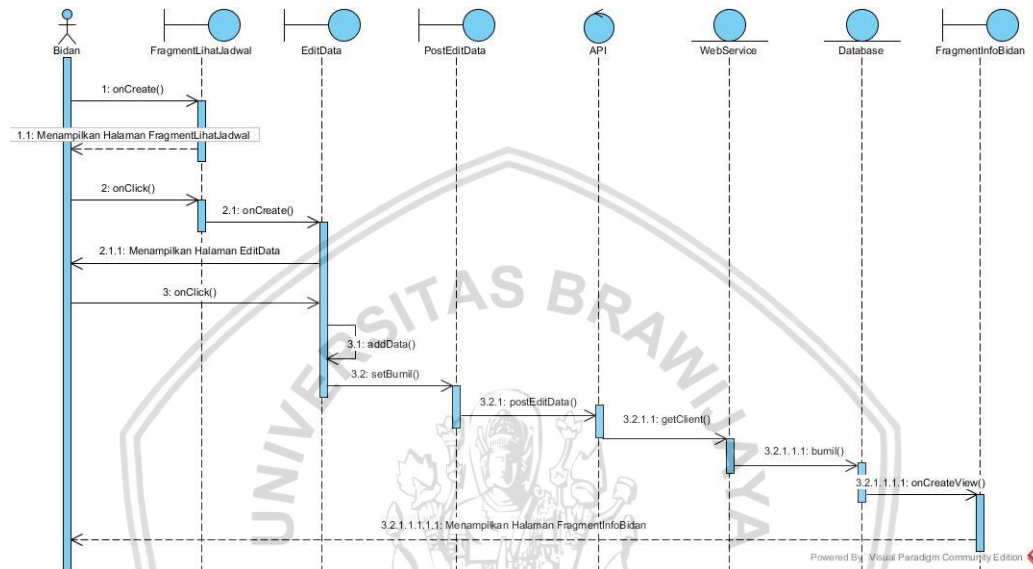 Bidan
FragmentLihatJadwal
EditData
PostEditData
API
WebService
Database
FragmentInfoBidan
1: onCreate()
1.1: Menampilkan Halaman FragmentLihatJadwal
2: onClick()
2.1: onCreate()
2.1.1: Menampilkan Halaman EditData
3: onClick()
3.1: addData()
3.2: setBumil()
3.2.1: postEditData()
3.2.1.1: getClient()
3.2.1.1.1: bumil()
3.2.1.1.1.1: onCreateView()
3.2.1.1.1.1.1: Menampilkan Halaman FragmentInfoBidan
UNIVERSITAS BRAWIJAYA
Powered By Visual Paradigm Community Edition